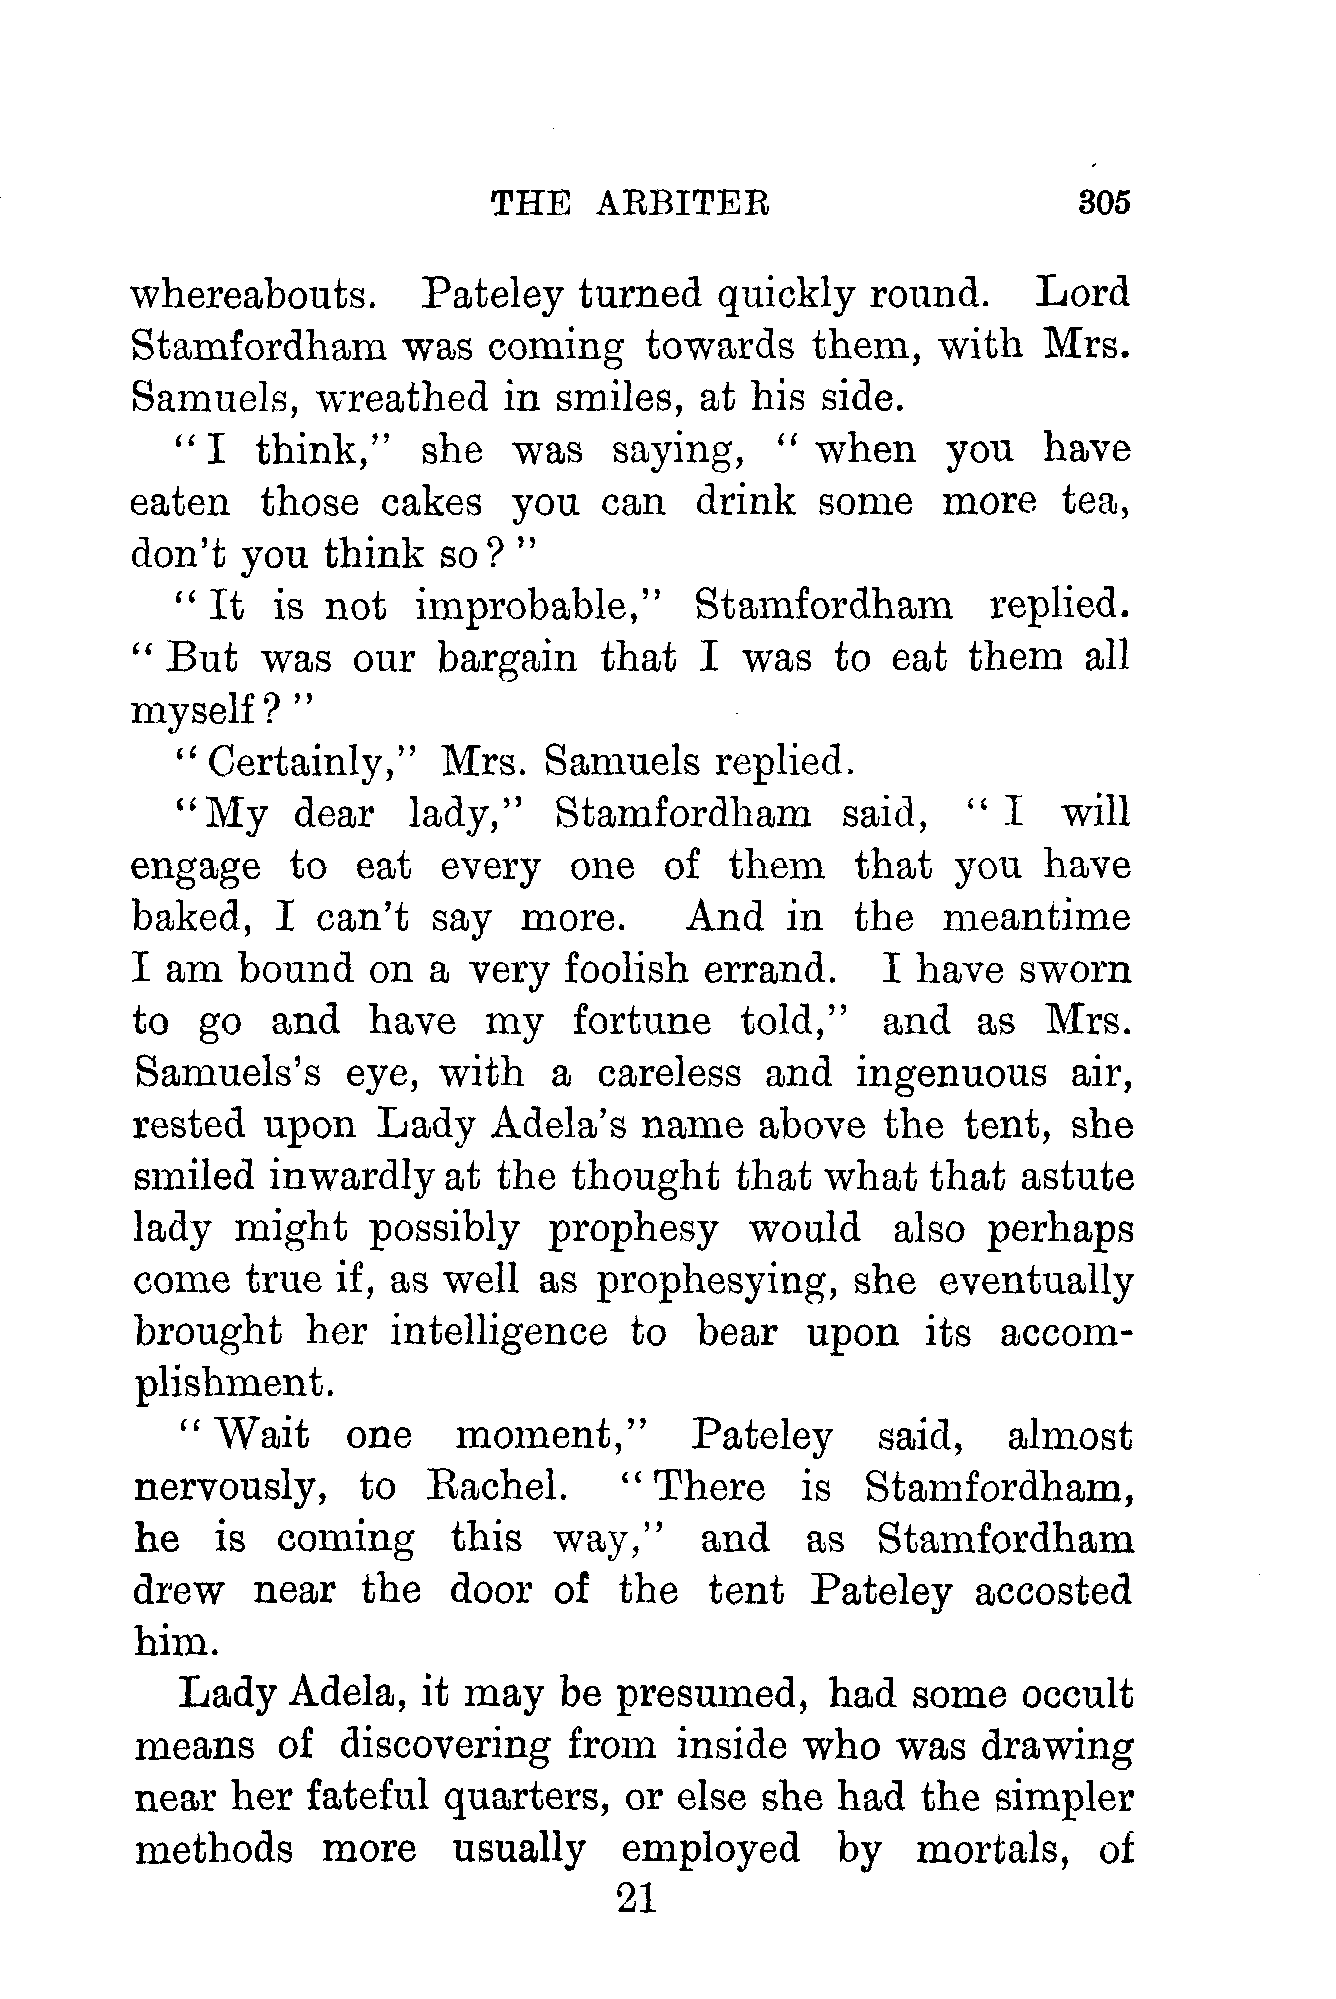 THE ARBITER 305
whereabouts. Pateley turned quickly round. Lord
Stamfordham was coming towards them, with Mrs.
Samuels, wreathed in smiles, at his side.
“ I think,” she was saying, “ when you have
eaten those cakes you can drink some more tea,
don't you think so? ”
“ It is not improbable,” Stamfordham replied.
“ But was our bargain that I was to eat them all
myself? ”
“ Certainly,” Mrs. Samuels replied.
“ My dear lady,” Stamfordham said, “ I will
engage to eat every one of them that you have
baked, I can't say more. And in the meantime
I am bound on a very foolish errand. I have sworn
to go and have my fortune told,” and as Mrs.
Samuels's eye, with a careless and ingenuous air,
rested upon Lady Adela's name above the tent, she
smiled inwardly at the thought that what that astute
lady might possibly prophesy would also perhaps
come true if, as well as prophesying, she eventually
brought her intelligence to bear upon its accom-
plishment.
“ Wait one moment,” Pateley said, almost
nervously, to Rachel. “ There is Stamfordham,
he is coming this way,” and as Stamfordham
drew near the door of the tent Pateley accosted
him.
Lady Adela, it may be presumed, had some occult
means of discovering from inside who was drawing
near her fateful quarters, or else she had the simpler
methods more usually employed by mortals, of
21